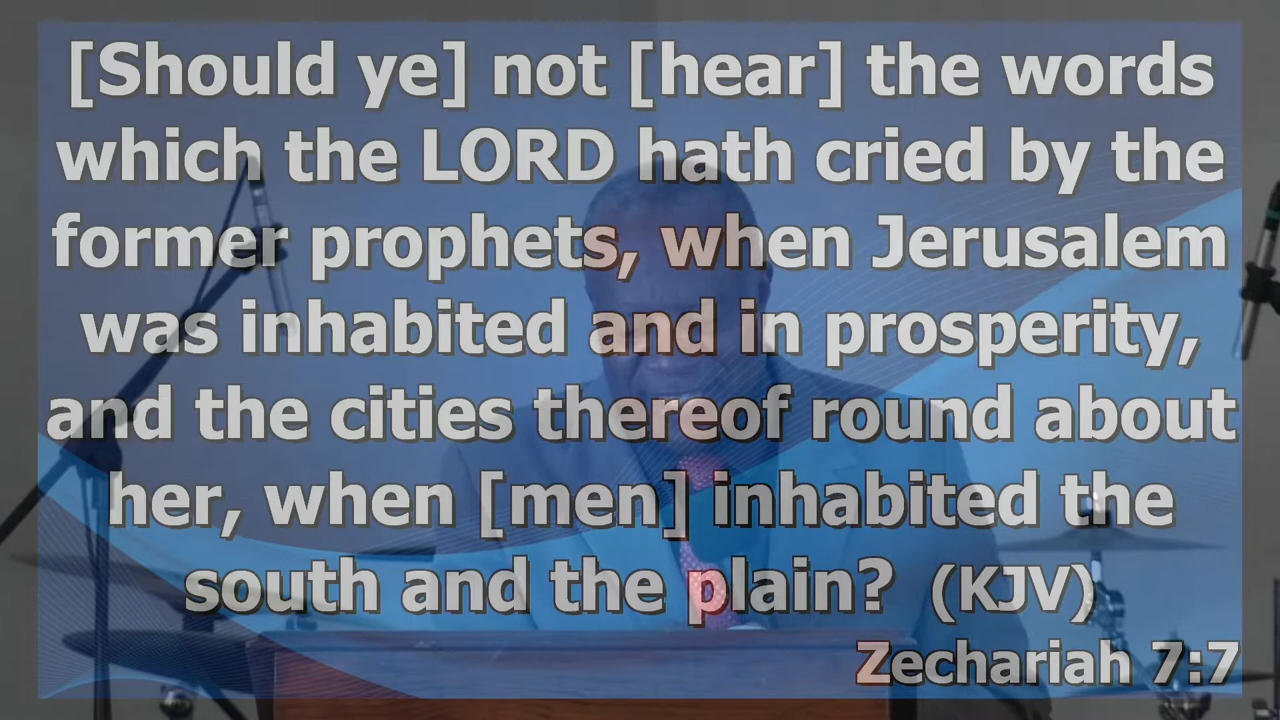 [Should ye] not [hear] the words
which the LORD hath cried by the
former prophets, when Jerusalem
was inhabited and in prosperity,
and the cities thereof round about
her, when [men] inhabited the
south and the plain? (KJV)
Zechariah 7:7